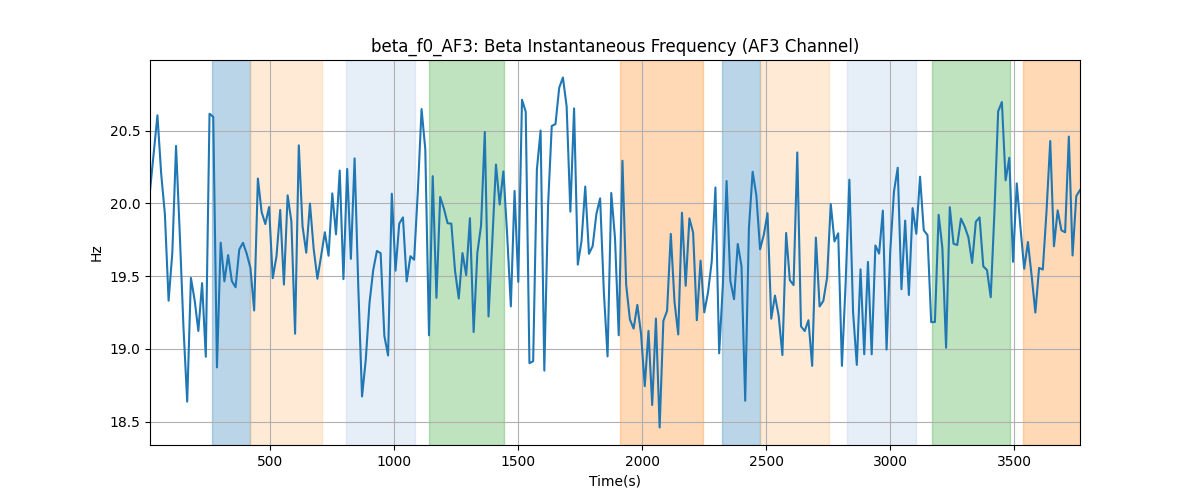 beta_f0_AF3: Beta Instantaneous Frequency (AF3 Channel)
20.5
20.0
19.5
19.0
18.5
Hz
500 1000 1500 2000 2500 3000 3500
Time(s)